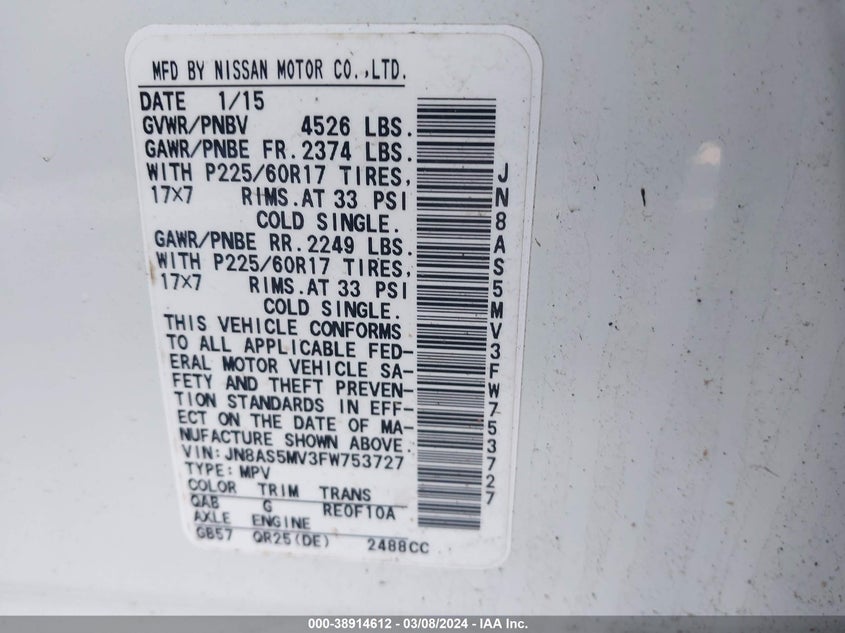 MFD BY NISSAN MOTOR CO.,LTD.
DATE 1/15
GVWR/PNBV 4526 LBS.
GAWR/PNBE FR. 2374 LBS.
WITH P225/60R17 TIRES,
17×7 RIMS.AT 33 PSI
COLD SINGLE.
GAWR/PNBE RR. 2249 LBS.
WITH P225/60R17 TIRES,
17×7 RIMS.AT 33 PSI
COLD SINGLE.
THIS VEHICLE CONFORMS
TO ALL APPLICABLE FED-
ERAL MOTOR VEHICLE SA-
FETY AND THEFT PREVEN-
TION STANDARDS IN EFF-
ECT ON THE DATE OF MA-
NUFACTURE SHOWN ABOVE.
VIN: JN8AS5MV3FW753727
TYPE: MPV
COLOR TRIM TRANS
QAB G RE0F10A
AXLE ENGINE
GB57 QR25(DE) 2488CC
JN8AS5MV3FW753727
000-38914612 - 03/08/2024 - IAA Inc.